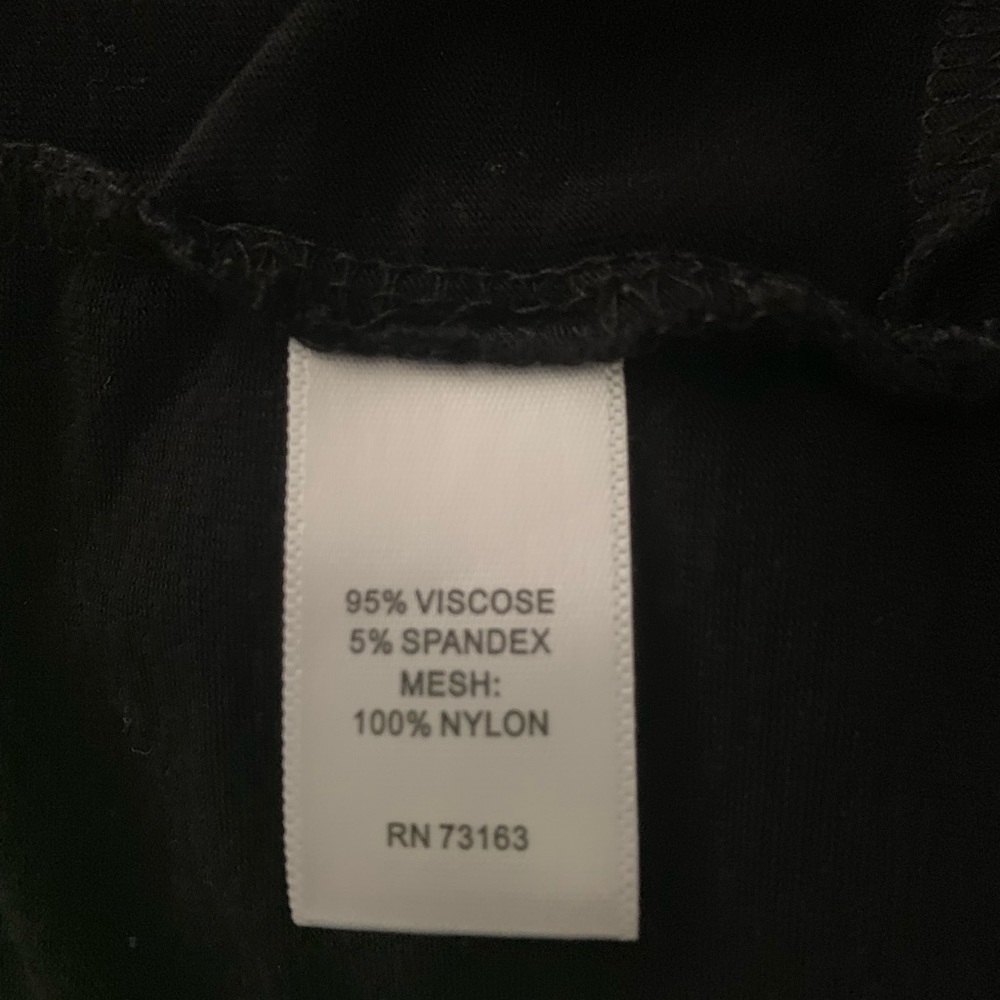 95% VISCOSE
5% SPANDEX
MESH:
100% NYLON
RN 73163